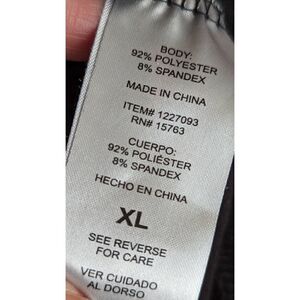 BODY:
92% POLYESTER
8% SPANDEX
MADE IN CHINA
ITEM# 1227093
RN# 15763
CUERPO:
92% POLIÉSTER
8% SPANDEX
HECHO EN CHINA
XL
SEE REVERSE
FOR CARE
VER CUIDADO
AL DORSO